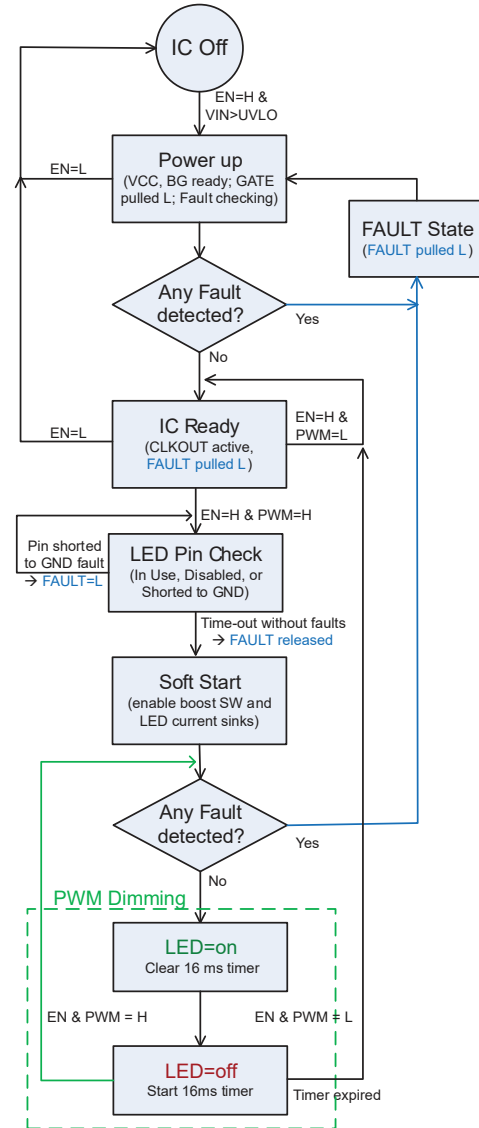 IC Off
EN=H &
VIN>UVLO
Power up
(VCC, BG ready; GATE
pulled L; Fault checking)
EN=L
FAULT State
(FAULT pulled L )
Any Fault
detected?
Yes
No
IC Ready
(CLKOUT active,
FAULT pulled L )
EN=H &
PWM=L
EN=L
EN=H & PWM=H
Pin shorted
to GND fault
→ FAULT=L
LED Pin Check
(In Use, Disabled, or
Shorted to GND)
Time-out without faults
→ FAULT released
Soft Start
(enable boost SW and
LED current sinks)
Any Fault
detected?
Yes
No
PWM Dimming
LED=on
Clear 16 ms timer
EN & PWM = H
EN & PWM = L
LED=off
Start 16ms timer
Timer expired